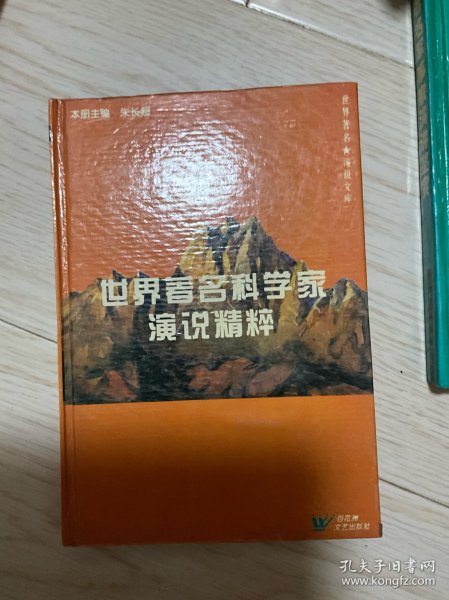 本册主编 朱长超
世界著名★演说文库
世界著名科学家
演说精粹
百花洲
文艺出版社
孔夫子旧书网
www.kongfz.com